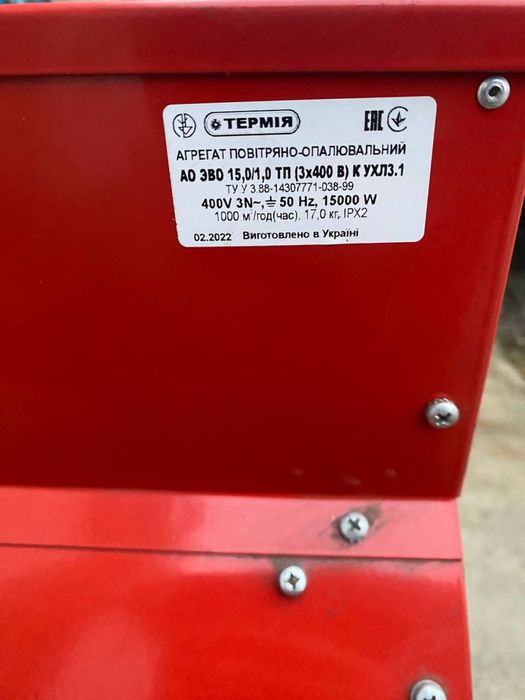 ТЕРМІЯ
EAC
АГРЕГАТ ПОВІТРЯНО-ОПАЛЮВАЛЬНИЙ
АО ЭВО 15,0/1,0 ТП (3х400 В) К УХЛ3.1
ТУ У 3.88-14307771-038-99
400V 3N~, ⏚ 50 Hz, 15000 W
1000 м³/год(час), 17,0 кг, IPX2
02.2022 Виготовлено в Україні